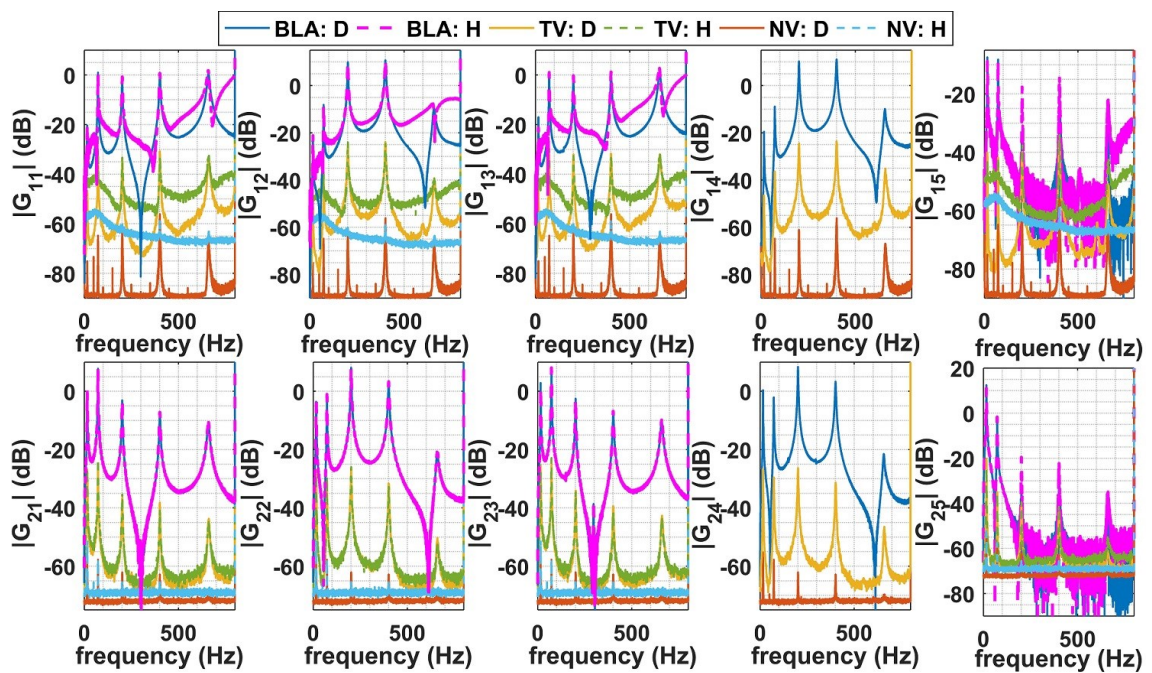 BLA: D BLA: H TV: D TV: H NV: D NV: H
|G11| (dB)
0
-20
-40
-60
-80
0 500
frequency (Hz)
|G12| (dB)
0
-20
-40
-60
-80
0 500
frequency (Hz)
|G13| (dB)
0
-20
-40
-60
-80
0 500
frequency (Hz)
|G14| (dB)
0
-20
-40
-60
-80
0 500
frequency (Hz)
|G15| (dB)
-20
-40
-60
-80
0 500
frequency (Hz)
|G21| (dB)
0
-20
-40
-60
0 500
frequency (Hz)
|G22| (dB)
0
-20
-40
-60
0 500
frequency (Hz)
|G23| (dB)
0
-20
-40
-60
0 500
frequency (Hz)
|G24| (dB)
0
-20
-40
-60
0 500
frequency (Hz)
|G25| (dB)
20
0
-20
-40
-60
-80
0 500
frequency (Hz)